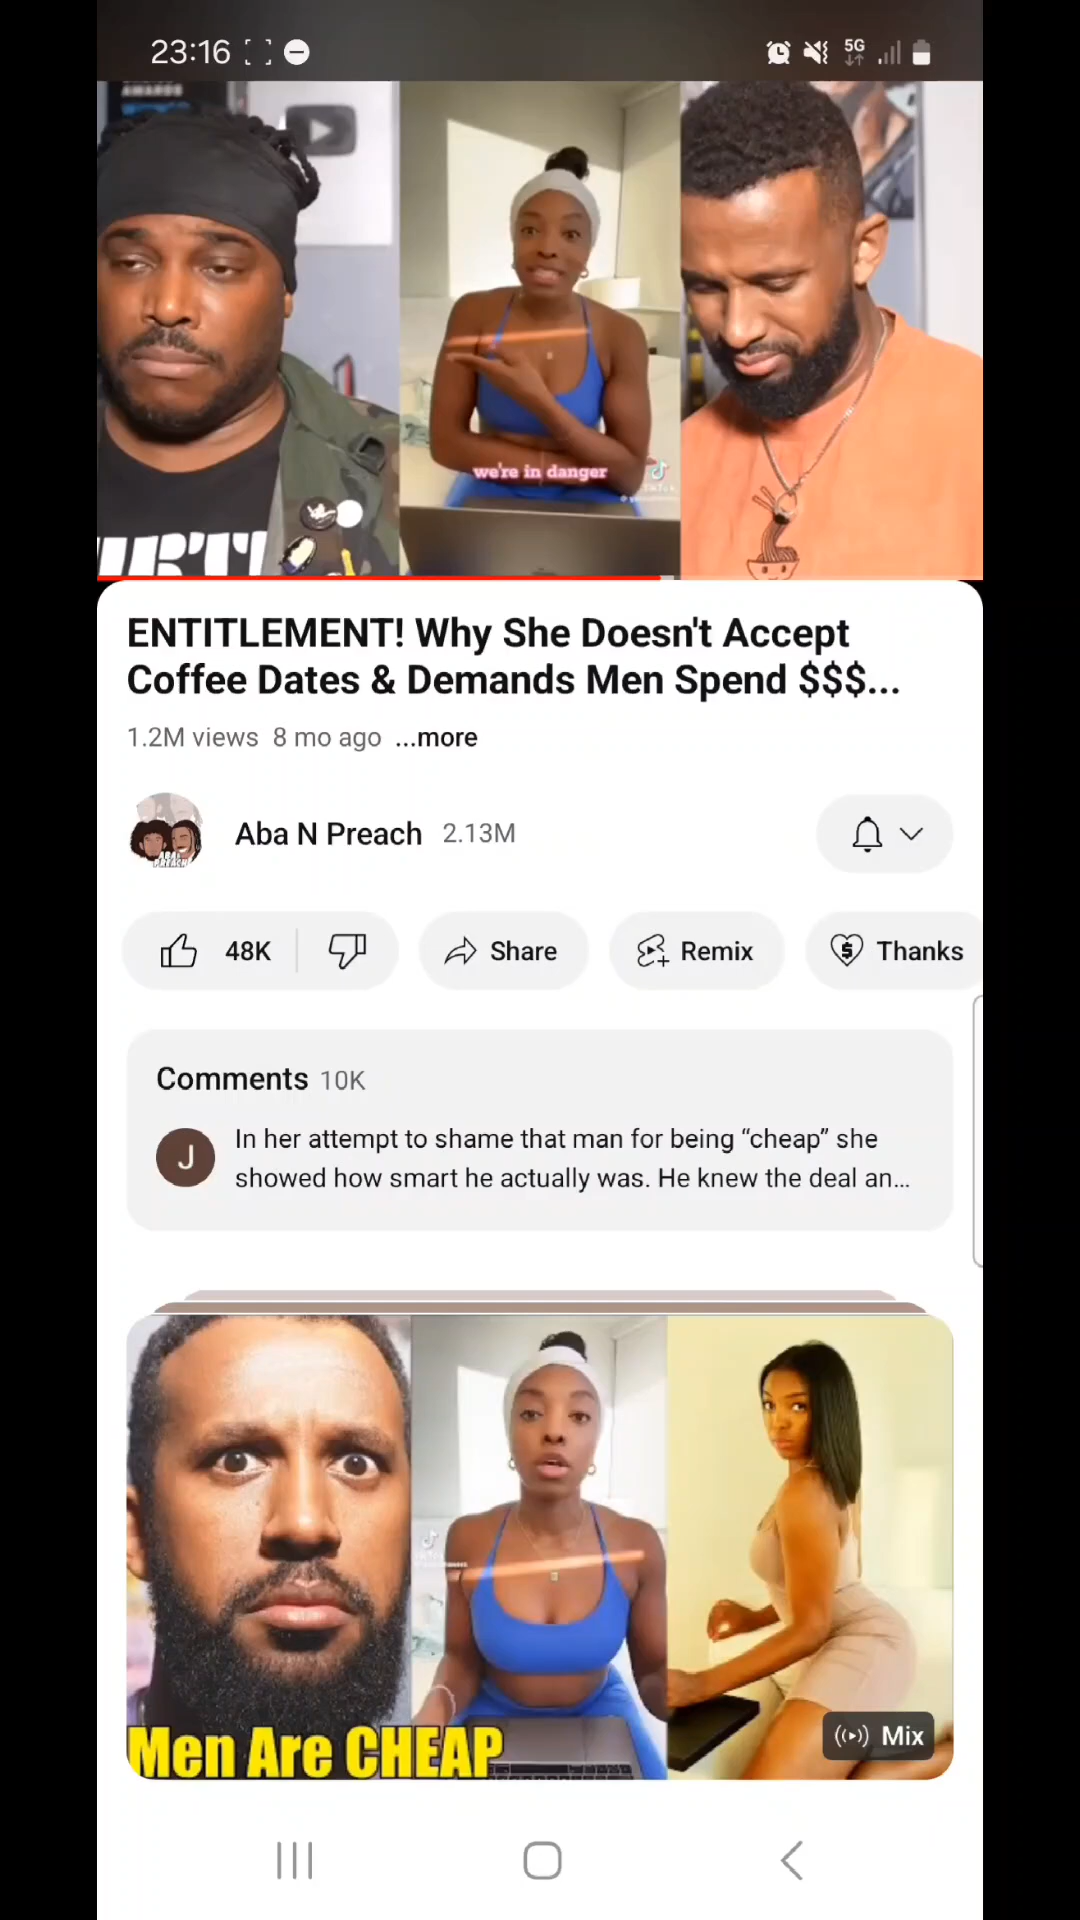 23:16
5G
AWARDS
we're in danger
TikTok
ENTITLEMENT! Why She Doesn't Accept
Coffee Dates & Demands Men Spend $$$...
1.2M views 8 mo ago ...more
Aba N Preach 2.13M
48K
Share
Remix
Thanks
Comments 10K
J
In her attempt to shame that man for being “cheap” she
showed how smart he actually was. He knew the deal an...
Men Are CHEAP
Mix